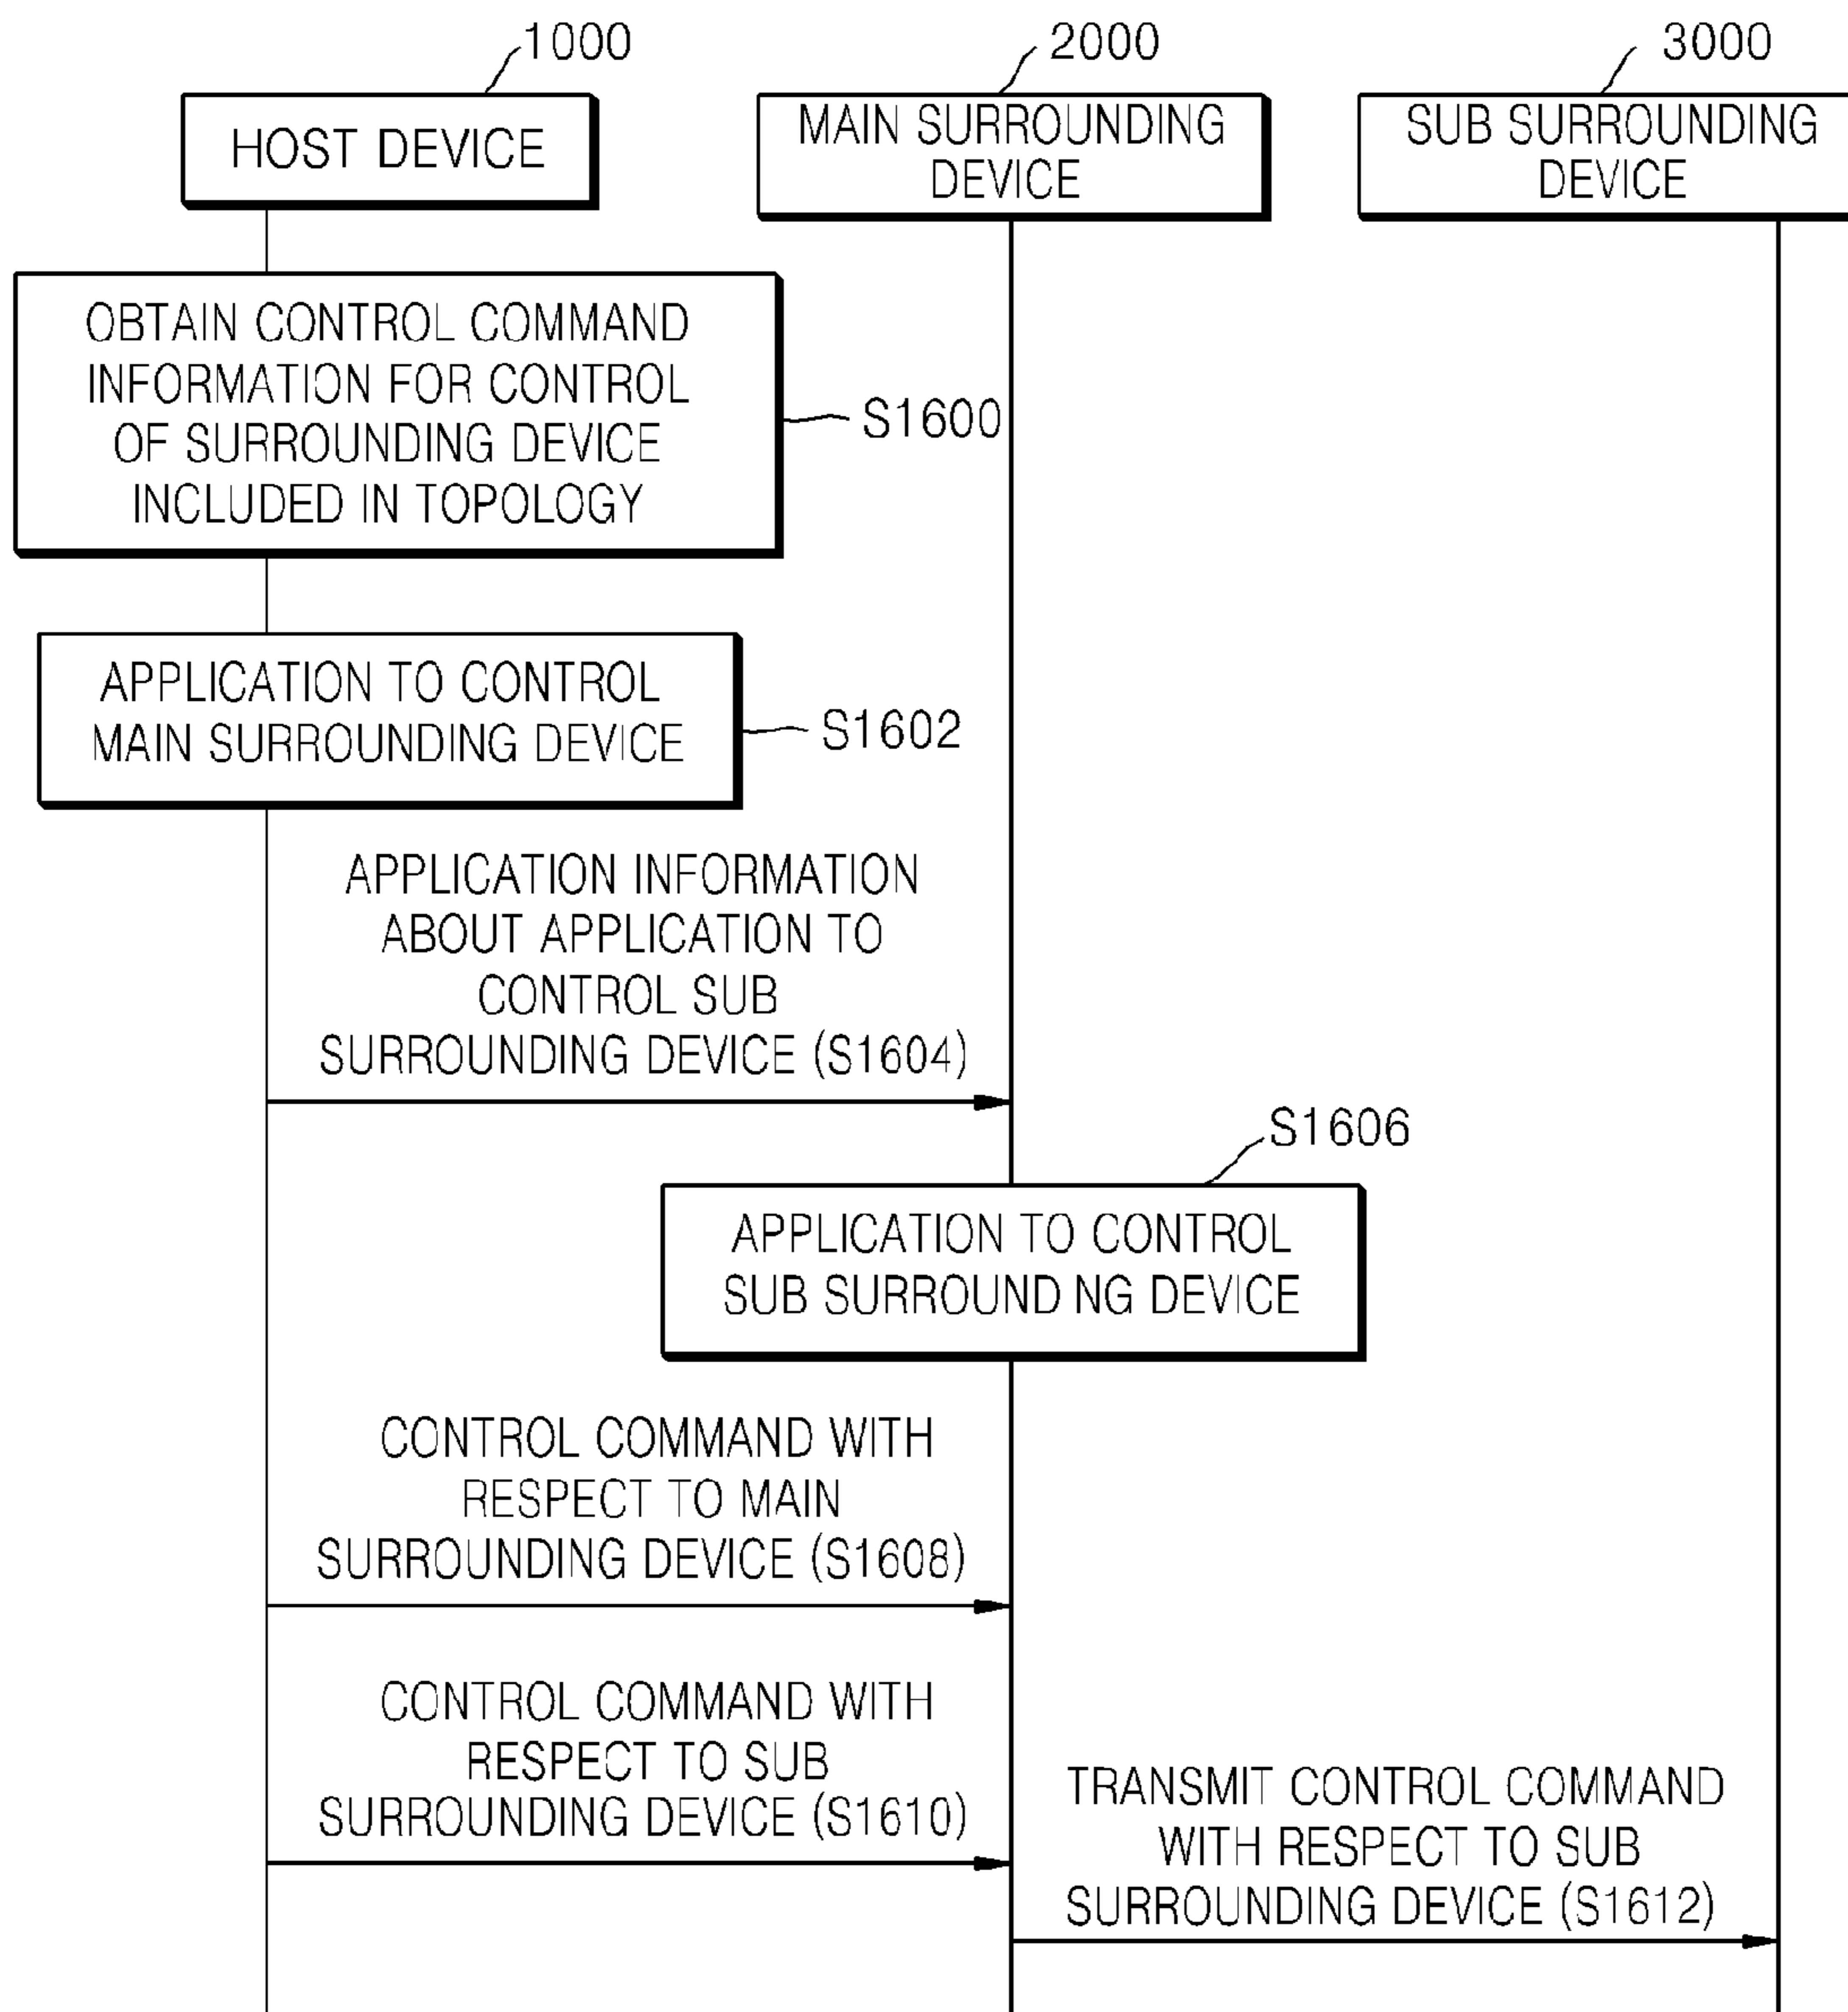 1000
2000
3000
HOST DEVICE
MAIN SURROUNDING
DEVICE
SUB SURROUNDING
DEVICE
OBTAIN CONTROL COMMAND
INFORMATION FOR CONTROL
OF SURROUNDING DEVICE
INCLUDED IN TOPOLOGY
S1600
APPLICATION TO CONTROL
MAIN SURROUNDING DEVICE
S1602
APPLICATION INFORMATION
ABOUT APPLICATION TO
CONTROL SUB
SURROUNDING DEVICE (S1604)
S1606
APPLICATION TO CONTROL
SUB SURROUND NG DEVICE
CONTROL COMMAND WITH
RESPECT TO MAIN
SURROUNDING DEVICE (S1608)
CONTROL COMMAND WITH
RESPECT TO SUB
SURROUNDING DEVICE (S1610)
TRANSMIT CONTROL COMMAND
WITH RESPECT TO SUB
SURROUNDING DEVICE (S1612)